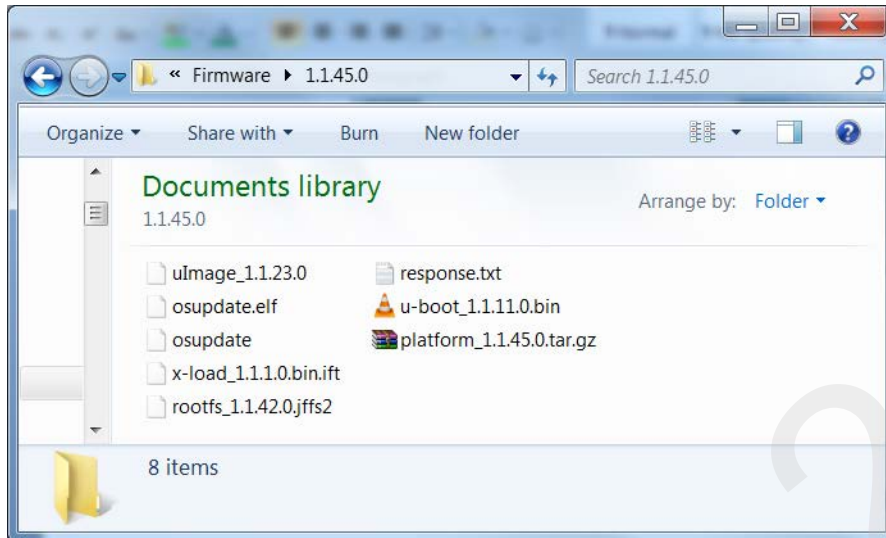 « Firmware ▸ 1.1.45.0
Search 1.1.45.0
Organize ▾ Share with ▾ Burn New folder
Documents library
1.1.45.0
Arrange by: Folder ▾
uImage_1.1.23.0
osupdate.elf
osupdate
x-load_1.1.1.0.bin.ift
rootfs_1.1.42.0.jffs2
response.txt
u-boot_1.1.11.0.bin
platform_1.1.45.0.tar.gz
8 items